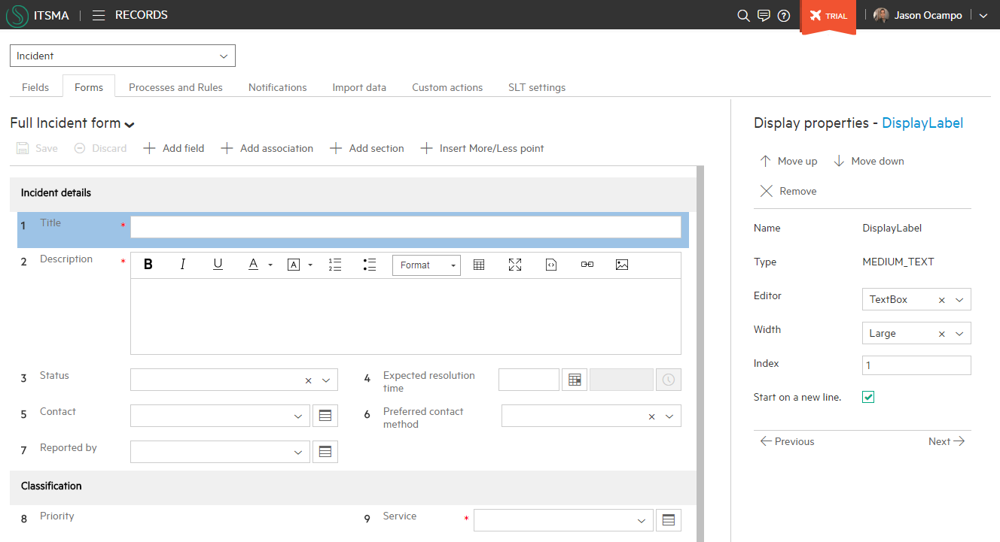 ITSMA | RECORDS TRIAL Jason Ocampo
Incident
Fields Forms Processes and Rules Notifications Import data Custom actions SLT settings
Full Incident form
Save Discard Add field Add association Add section Insert More/Less point
Incident details
1 Title *
2 Description *
B I U A A Format
3 Status
4 Expected resolution
time
5 Contact
6 Preferred contact
method
7 Reported by
Classification
8 Priority
9 Service *
Display properties - DisplayLabel
Move up Move down
Remove
Name DisplayLabel
Type MEDIUM_TEXT
Editor TextBox
Width Large
Index 1
Start on a new line.
Previous Next